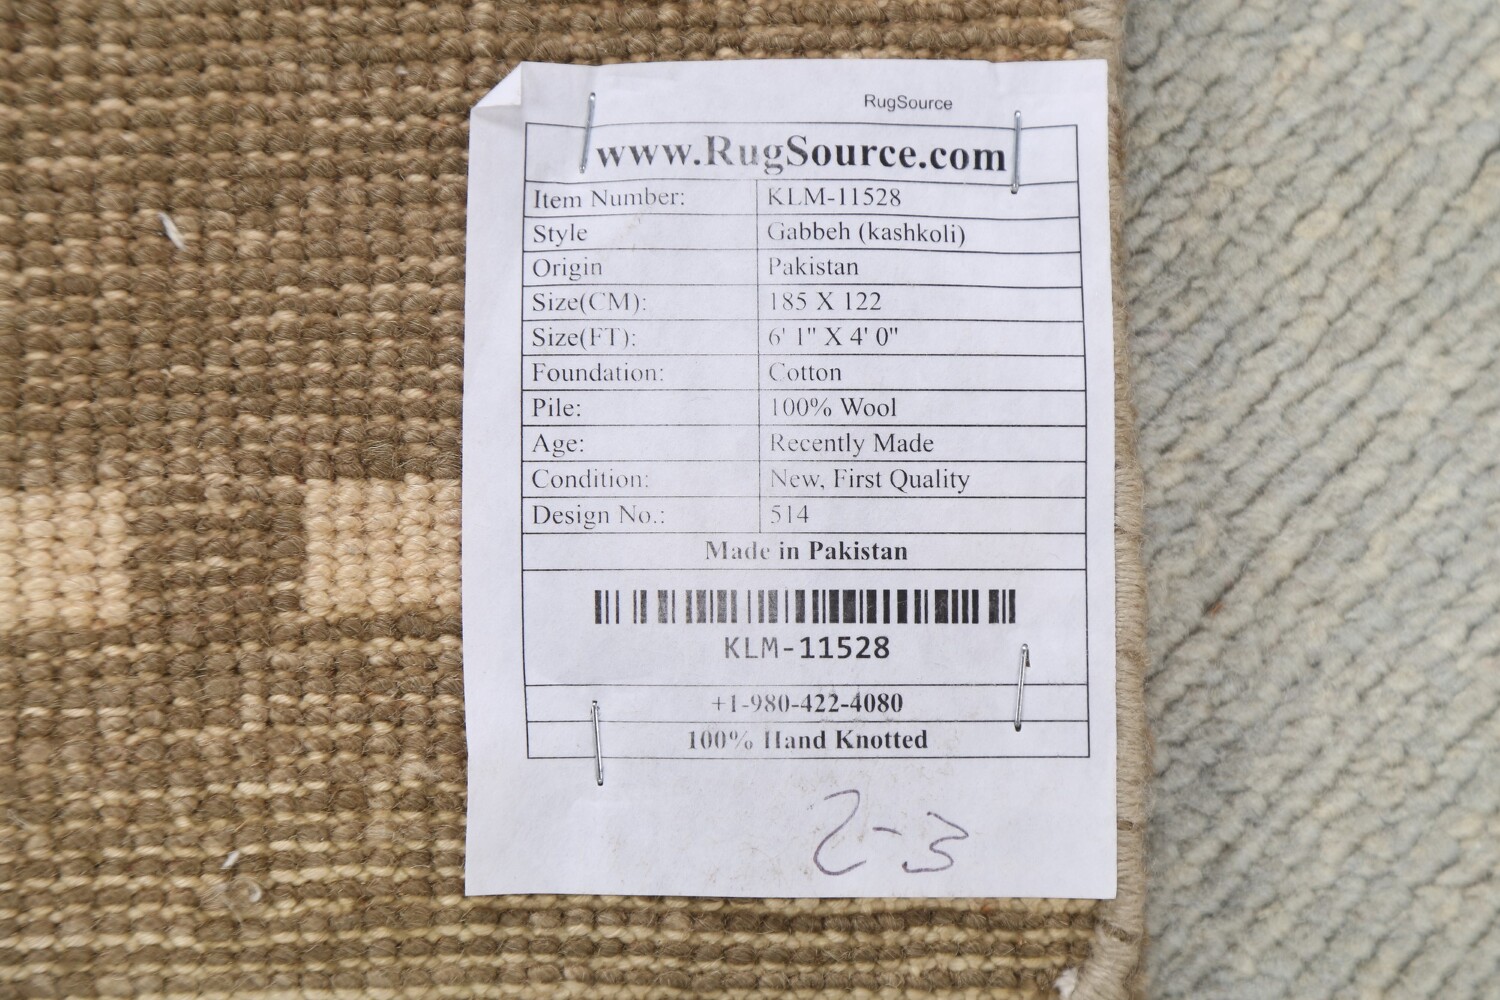 RugSource
www.RugSource.com
Item Number: KLM-11528
Style Gabbeh (kashkoli)
Origin Pakistan
Size(CM): 185 X 122
Size(FT): 6' 1" X 4' 0"
Foundation: Cotton
Pile: 100% Wool
Age: Recently Made
Condition: New, First Quality
Design No.: 514
Made in Pakistan
KLM-11528
+1-980-422-4080
100% Hand Knotted
2-3